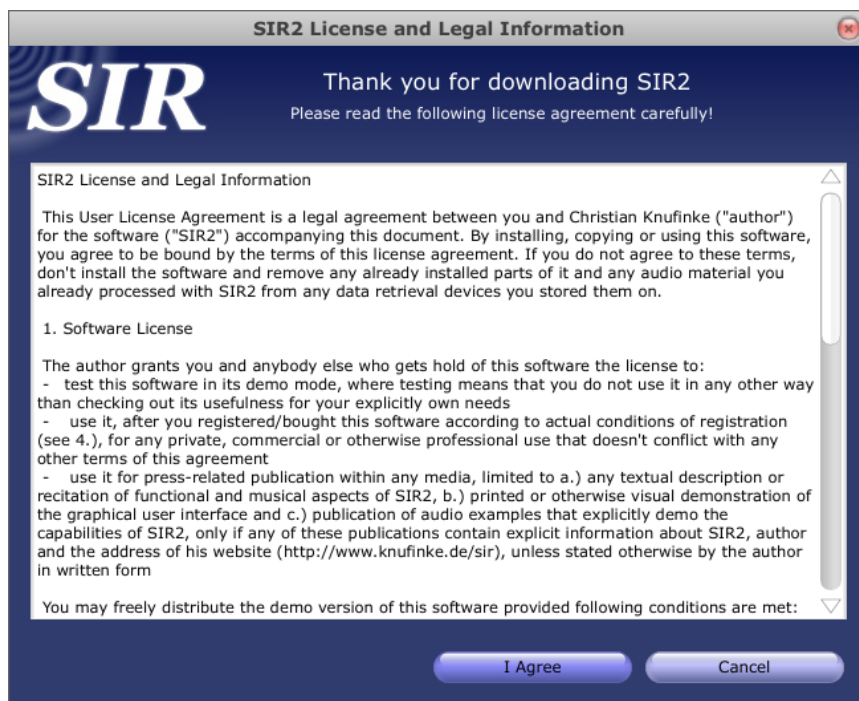 SIR2 License and Legal Information
SIR
Thank you for downloading SIR2
Please read the following license agreement carefully!
SIR2 License and Legal Information
This User License Agreement is a legal agreement between you and Christian Knufinke ("author")
for the software ("SIR2") accompanying this document. By installing, copying or using this software,
you agree to be bound by the terms of this license agreement. If you do not agree to these terms,
don't install the software and remove any already installed parts of it and any audio material you
already processed with SIR2 from any data retrieval devices you stored them on.
1. Software License
The author grants you and anybody else who gets hold of this software the license to:
- test this software in its demo mode, where testing means that you do not use it in any other way
than checking out its usefulness for your explicitly own needs
- use it, after you registered/bought this software according to actual conditions of registration
(see 4.), for any private, commercial or otherwise professional use that doesn't conflict with any
other terms of this agreement
- use it for press-related publication within any media, limited to a.) any textual description or
recitation of functional and musical aspects of SIR2, b.) printed or otherwise visual demonstration of
the graphical user interface and c.) publication of audio examples that explicitly demo the
capabilities of SIR2, only if any of these publications contain explicit information about SIR2, author
and the address of his website (http://www.knufinke.de/sir), unless stated otherwise by the author
in written form
You may freely distribute the demo version of this software provided following conditions are met:
I Agree
Cancel